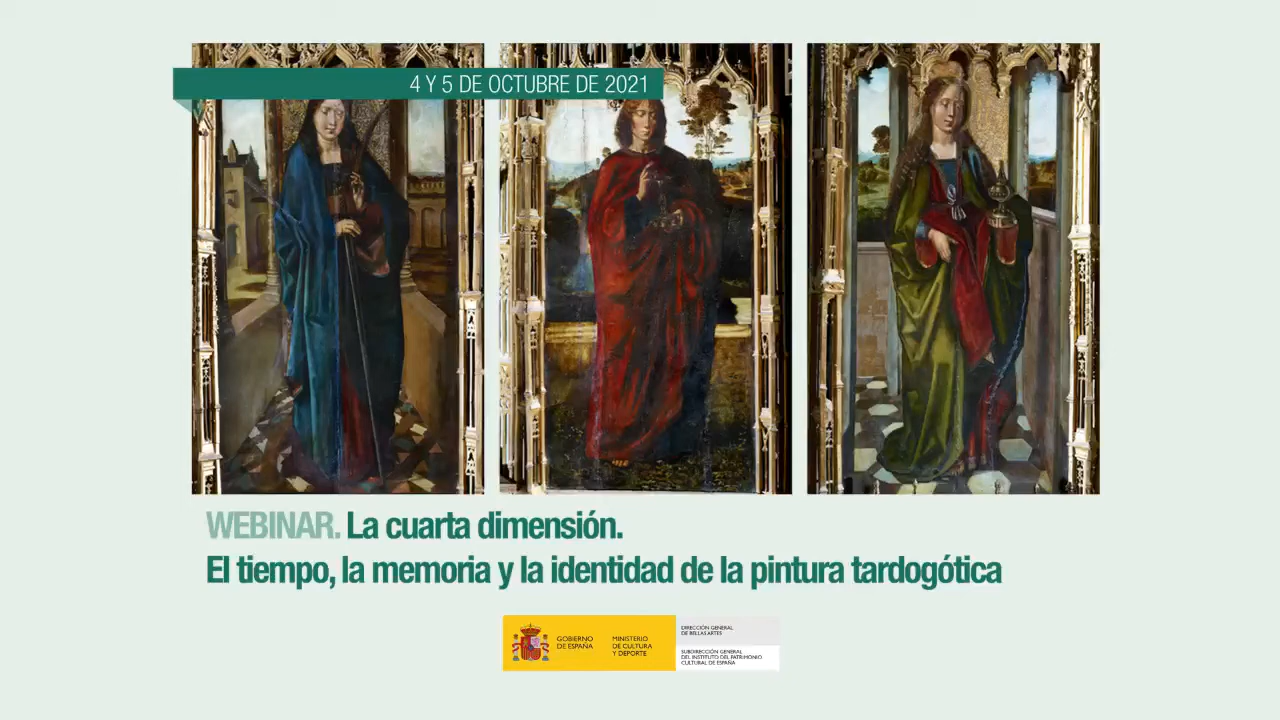 4 Y 5 DE OCTUBRE DE 2021
WEBINAR. La cuarta dimensión.
El tiempo, la memoria y la identidad de la pintura tardogótica
GOBIERNO
DE ESPAÑA
MINISTERIO
DE CULTURA
Y DEPORTE
DIRECCIÓN GENERAL
DE BELLAS ARTES
SUBDIRECCIÓN GENERAL
DEL INSTITUTO DEL PATRIMONIO
CULTURAL DE ESPAÑA